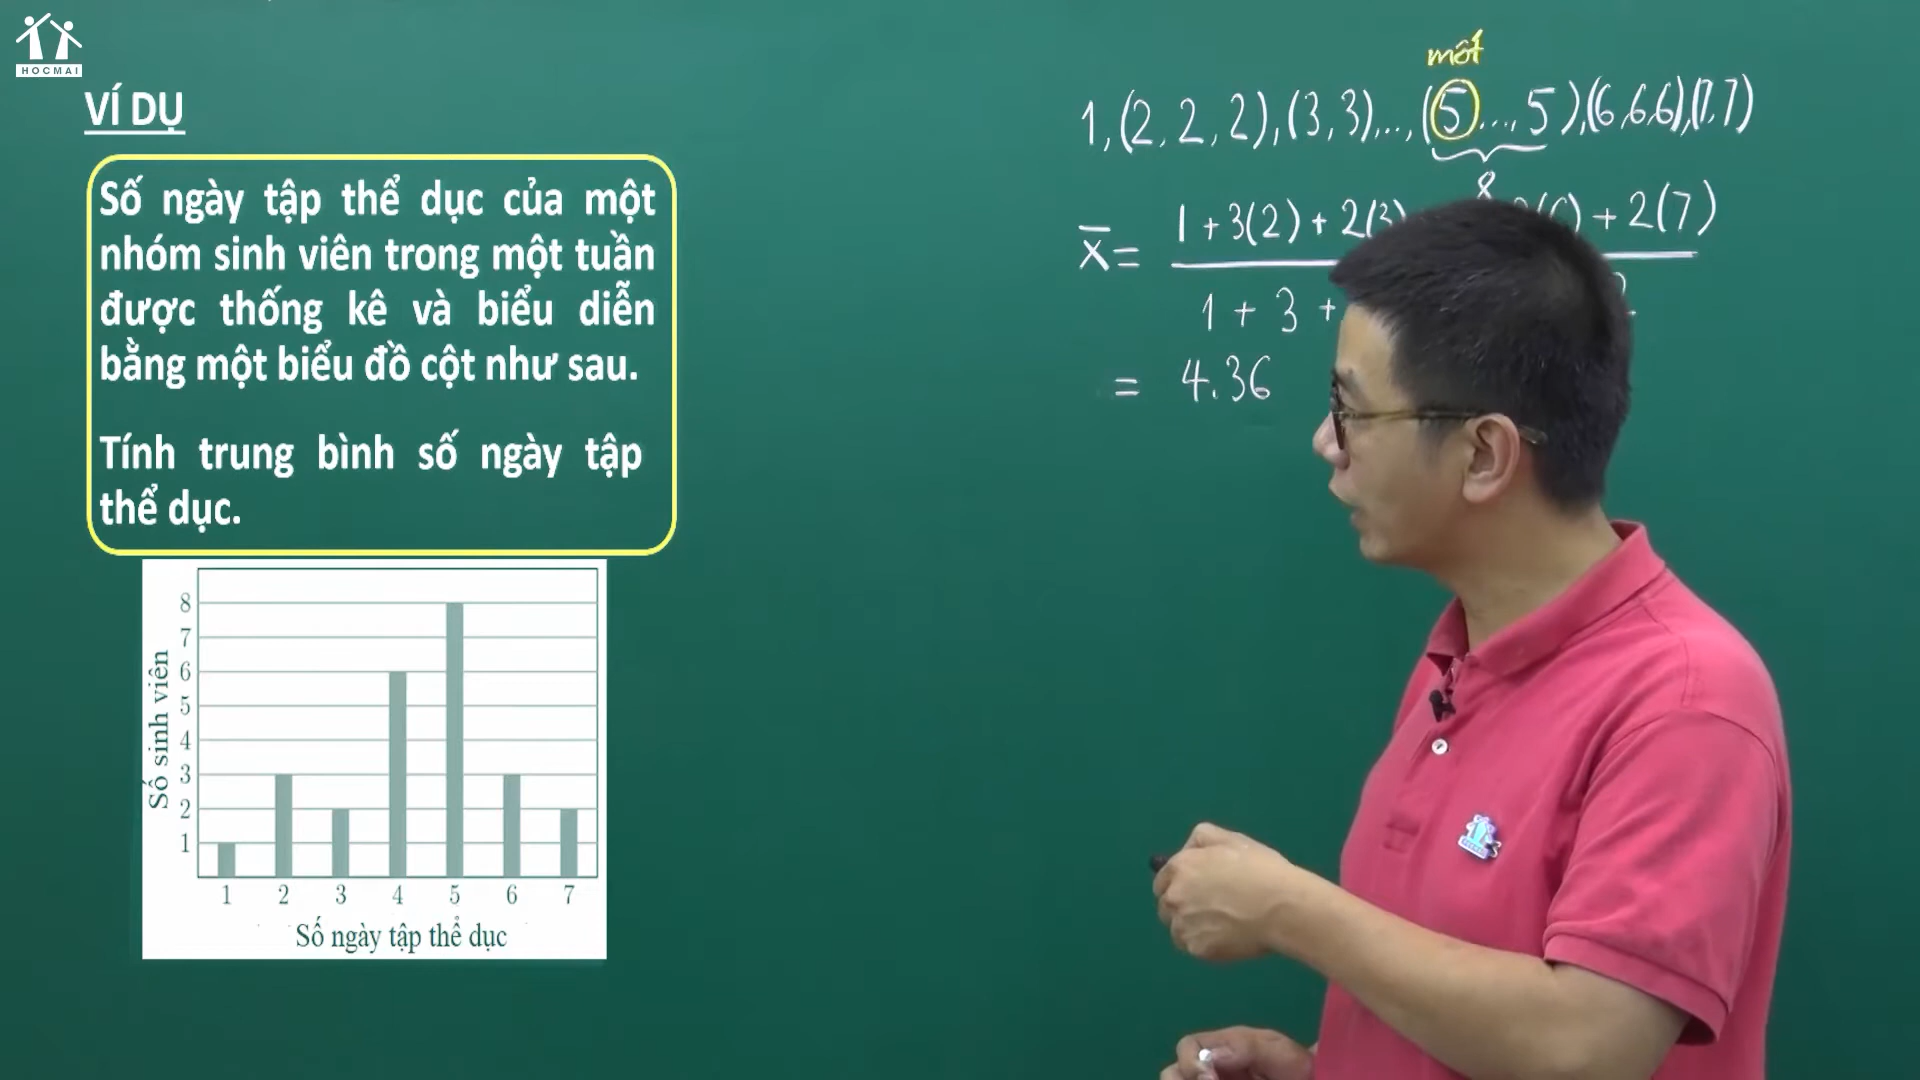 HOCMAI
VÍ DỤ
Số ngày tập thể dục của một
nhóm sinh viên trong một tuần
được thống kê và biểu diễn
bằng một biểu đồ cột như sau.
Tính trung bình số ngày tập
thể dục.
8
7
6
5
4
3
2
1
Số sinh viên
1 2 3 4 5 6 7
Số ngày tập thể dục
mốt
1, (2, 2, 2), (3, 3), ..., (5, ..., 5), (6, 6, 6), (7, 7)
8
x̄ = 1 + 3(2) + 2(3) + 2(7)
1 + 3 +
= 4.36